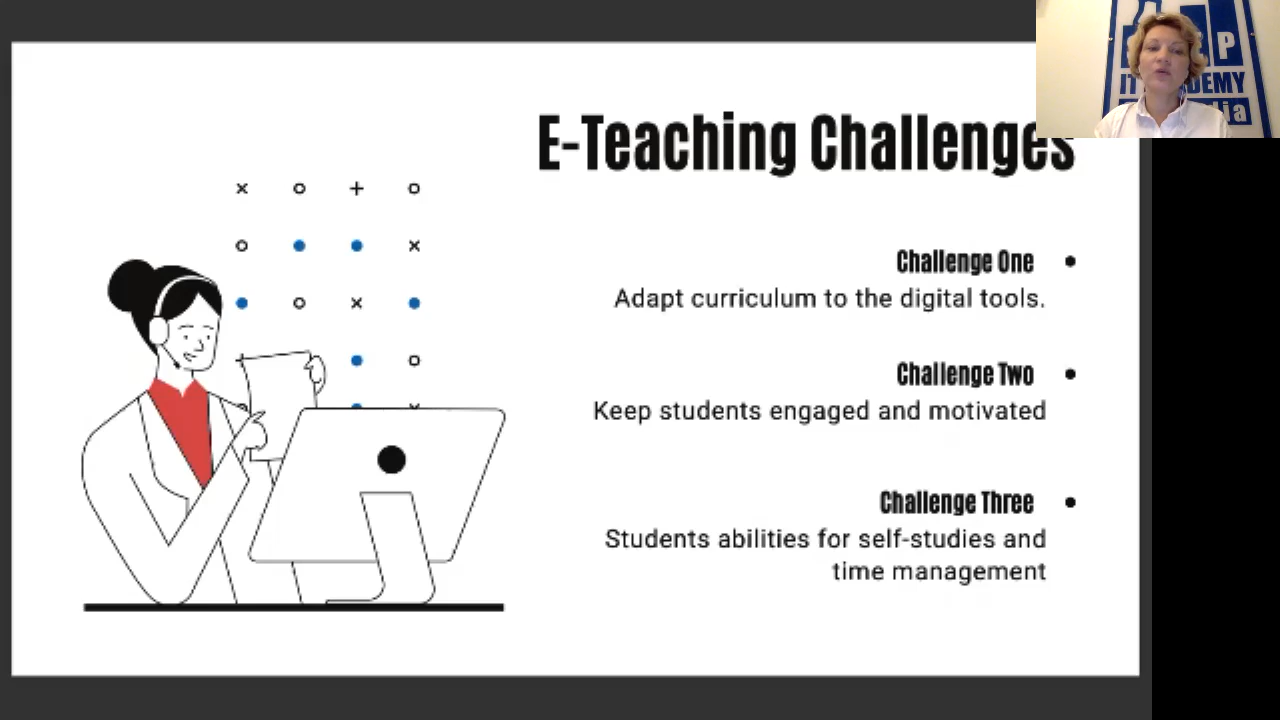 E-Teaching Challenges
Challenge One
Adapt curriculum to the digital tools.
Challenge Two
Keep students engaged and motivated
Challenge Three
Students abilities for self-studies and
time management
P
IT